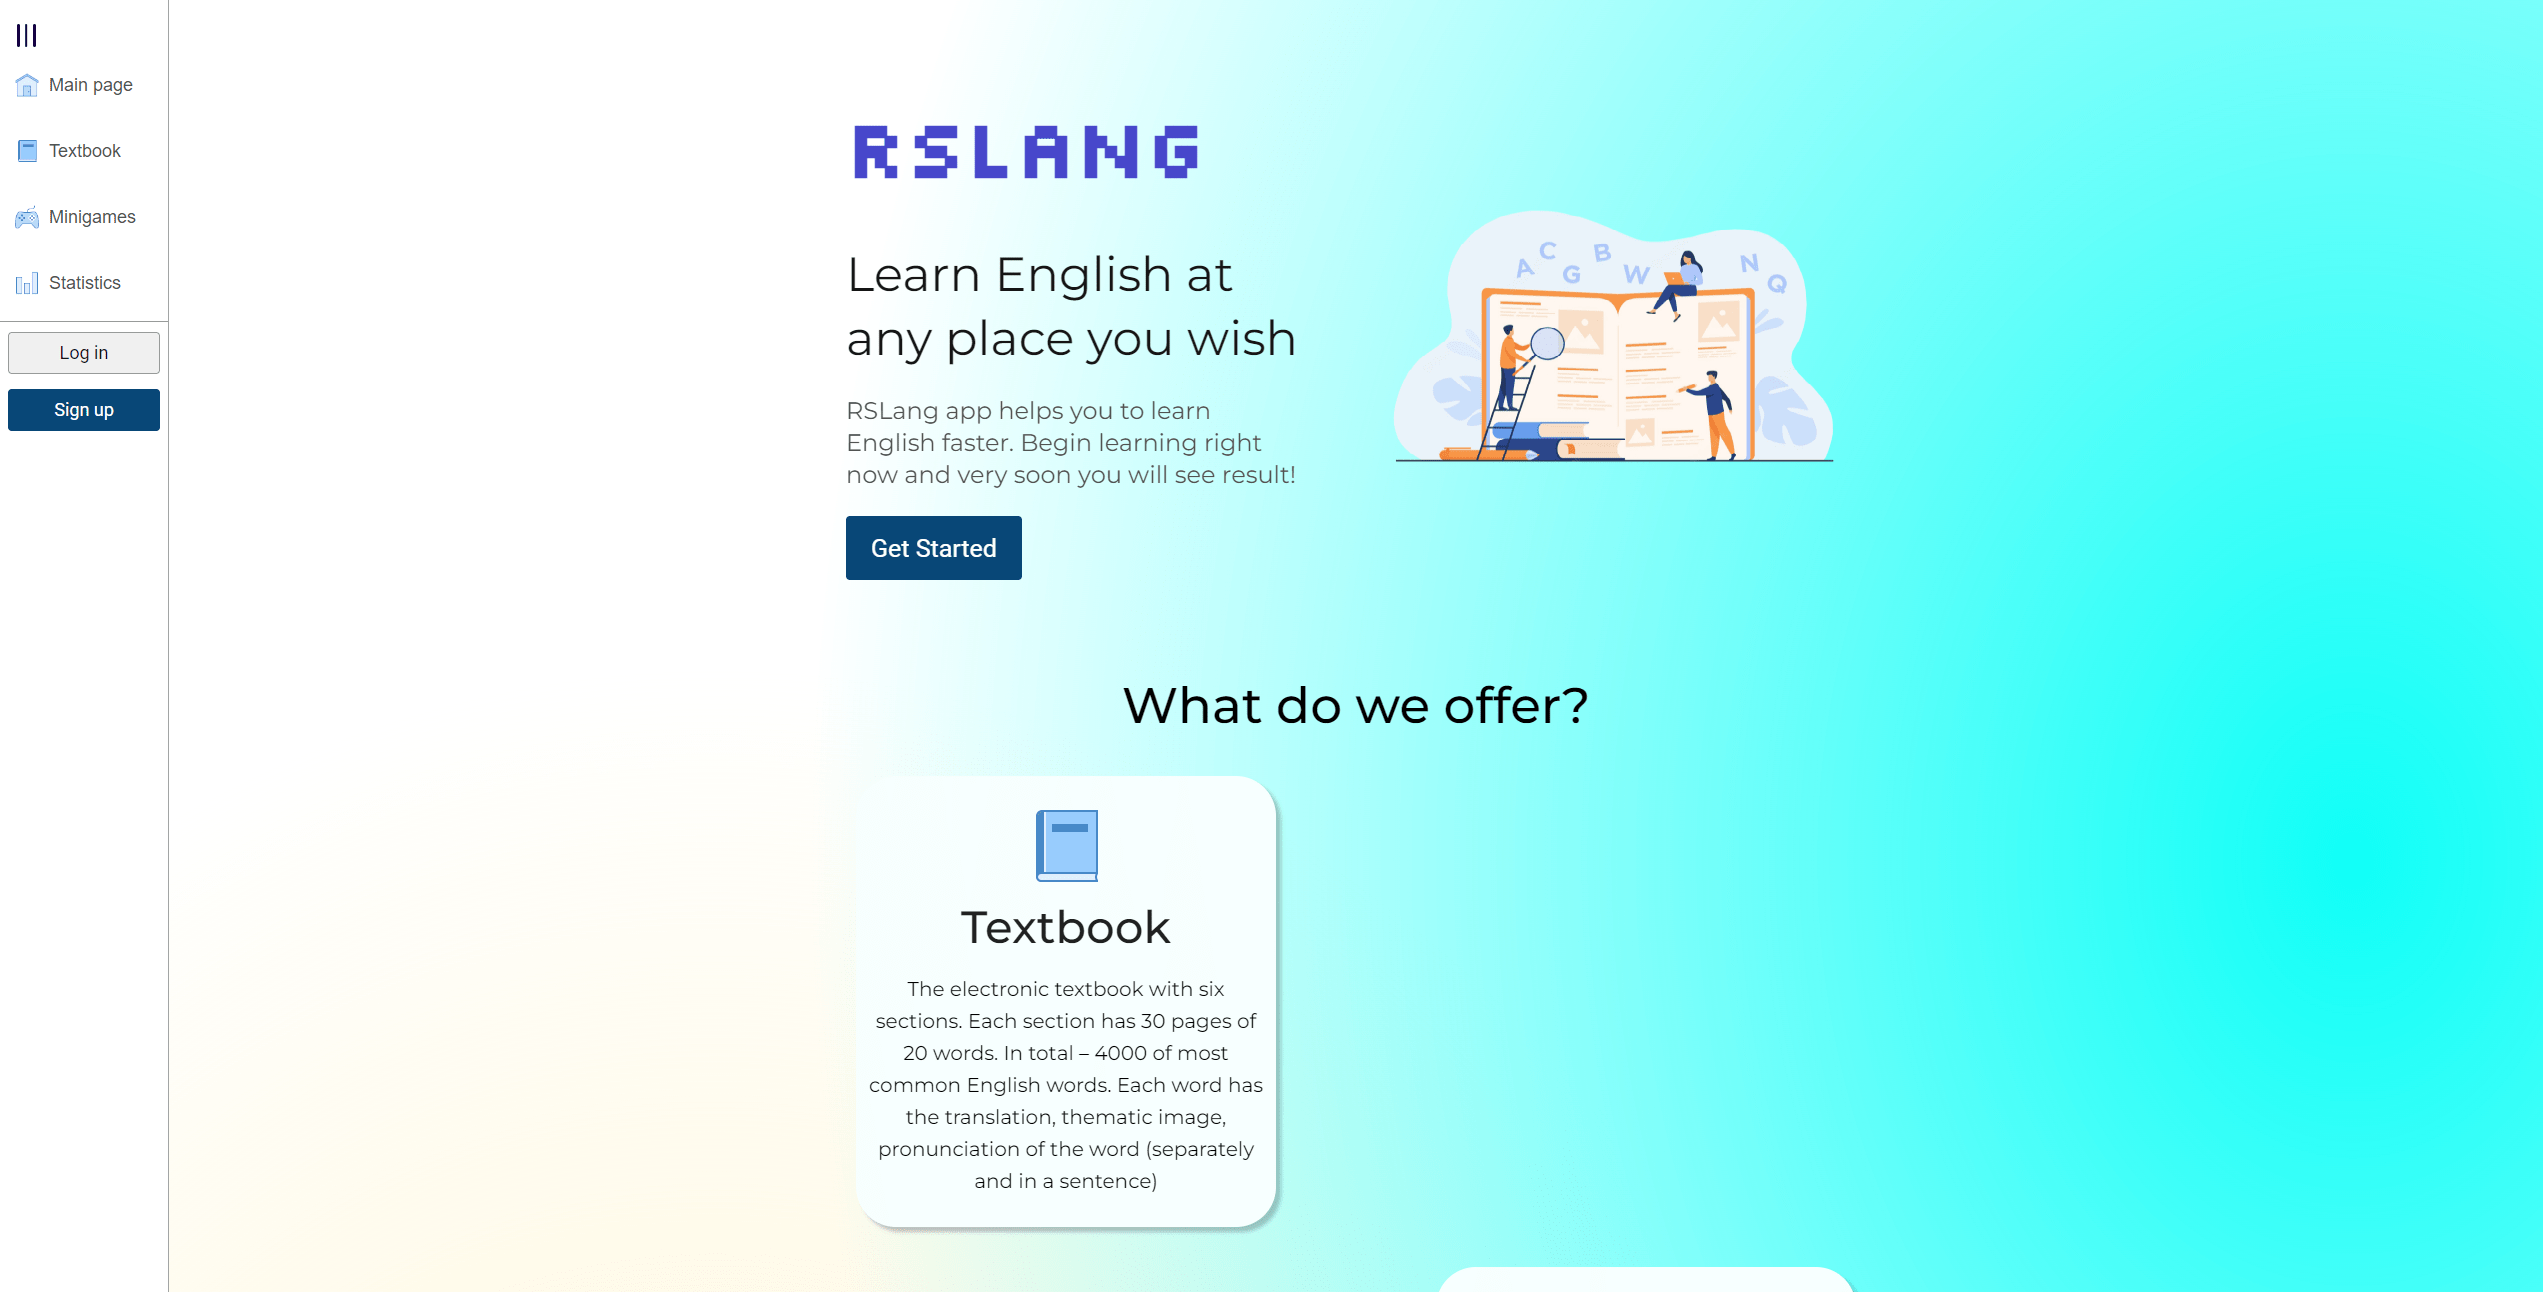 Main page
Textbook
Minigames
Statistics
Log in
Sign up
RSLANG
Learn English at
any place you wish
RSLang app helps you to learn
English faster. Begin learning right
now and very soon you will see result!
Get Started
A C G B W N Q
What do we offer?
Textbook
The electronic textbook with six
sections. Each section has 30 pages of
20 words. In total – 4000 of most
common English words. Each word has
the translation, thematic image,
pronunciation of the word (separately
and in a sentence)